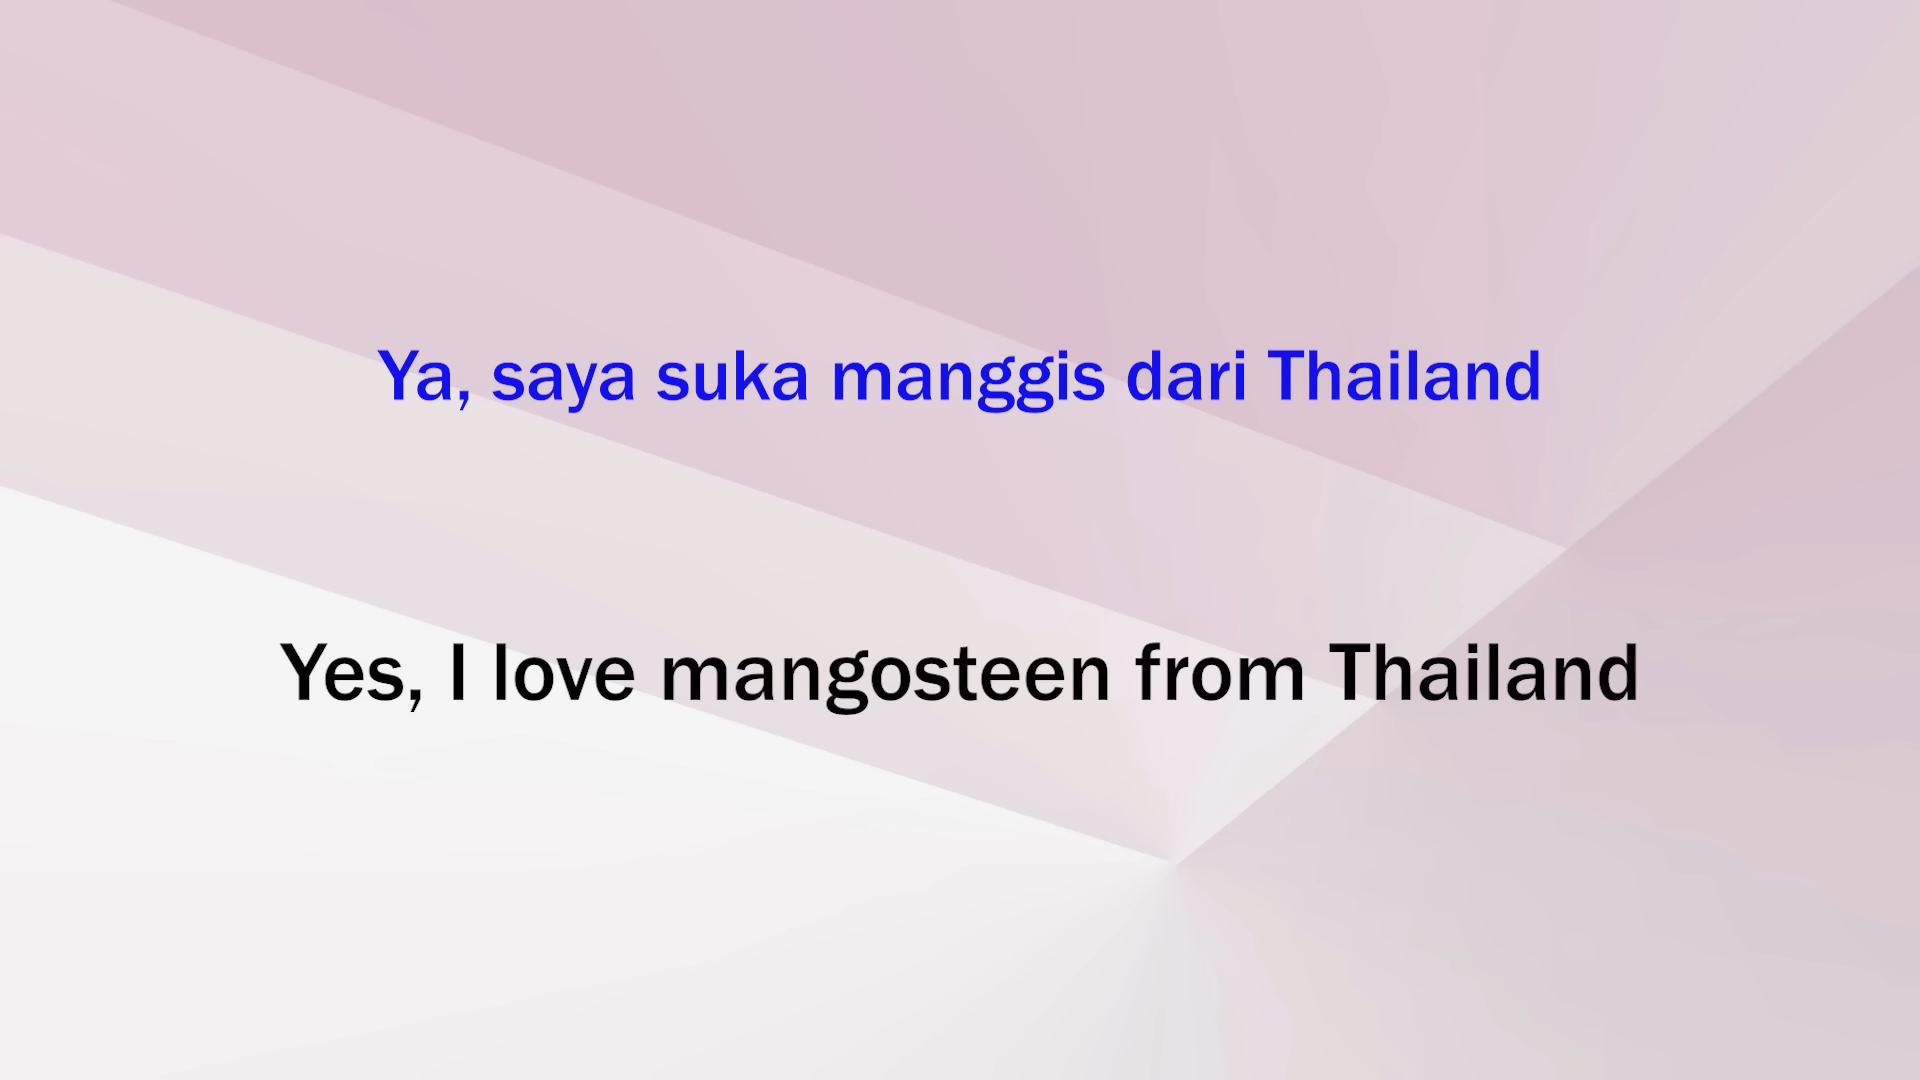 Ya, saya suka manggis dari Thailand
Yes, I love mangosteen from Thailand